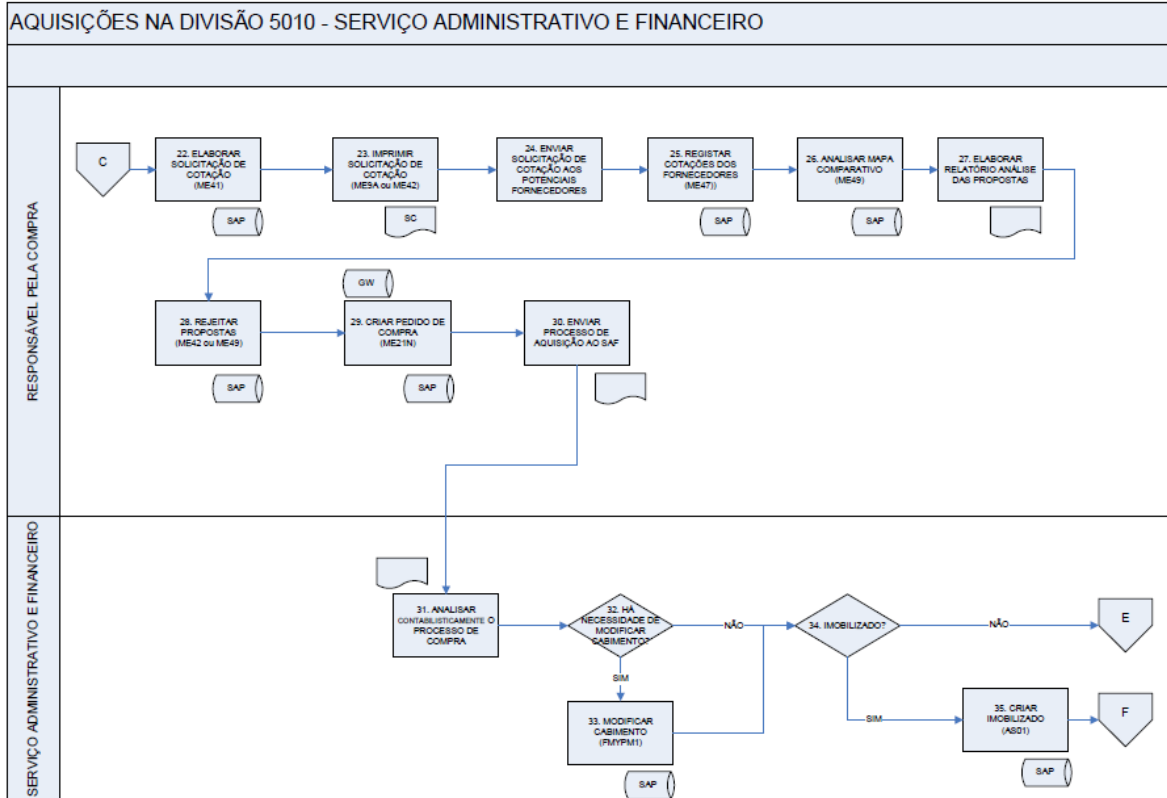 AQUISIÇÕES NA DIVISÃO 5010 - SERVIÇO ADMINISTRATIVO E FINANCEIRO
RESPONSÁVEL PELA COMPRA
C
22. ELABORAR
SOLICITAÇÃO DE
COTAÇÃO
(ME41)
SAP
23. IMPRIMIR
SOLICITAÇÃO DE
COTAÇÃO
(ME9A ou ME42)
SC
24. ENVIAR
SOLICITAÇÃO DE
COTAÇÃO AOS
POTENCIAIS
FORNECEDORES
25. REGISTAR
COTAÇÕES DOS
FORNECEDORES
(ME47))
SAP
26. ANALISAR MAPA
COMPARATIVO
(ME49)
SAP
27. ELABORAR
RELATÓRIO ANÁLISE
DAS PROPOSTAS
28. REJEITAR
PROPOSTAS
(ME42 ou ME49)
SAP
GW
29. CRIAR PEDIDO DE
COMPRA
(ME21N)
SAP
30. ENVIAR
PROCESSO DE
AQUISIÇÃO AO SAF
SERVIÇO ADMINISTRATIVO E FINANCEIRO
31. ANALISAR
CONTABILISTICAMENTE O
PROCESSO DE
COMPRA
32. HÁ
NECESSIDADE DE
MODIFICAR
CABIMENTO?
NÃO
SIM
33. MODIFICAR
CABIMENTO
(FMYPM1)
SAP
34. IMOBILIZADO?
NÃO
E
SIM
35. CRIAR
IMOBILIZADO
(AS01)
SAP
F